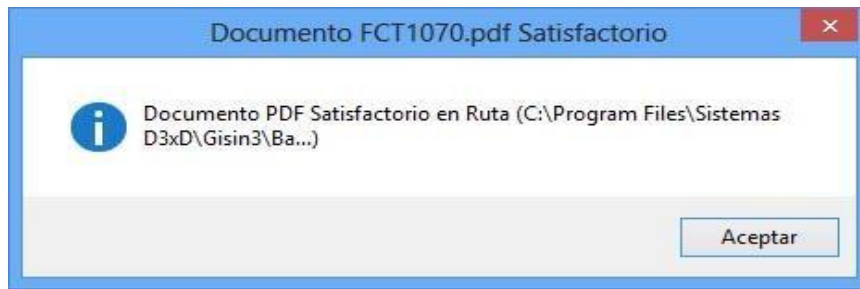 Documento FCT1070.pdf Satisfactorio
Documento PDF Satisfactorio en Ruta (C:\Program Files\Sistemas
D3xD\Gisin3\Ba...)
Aceptar